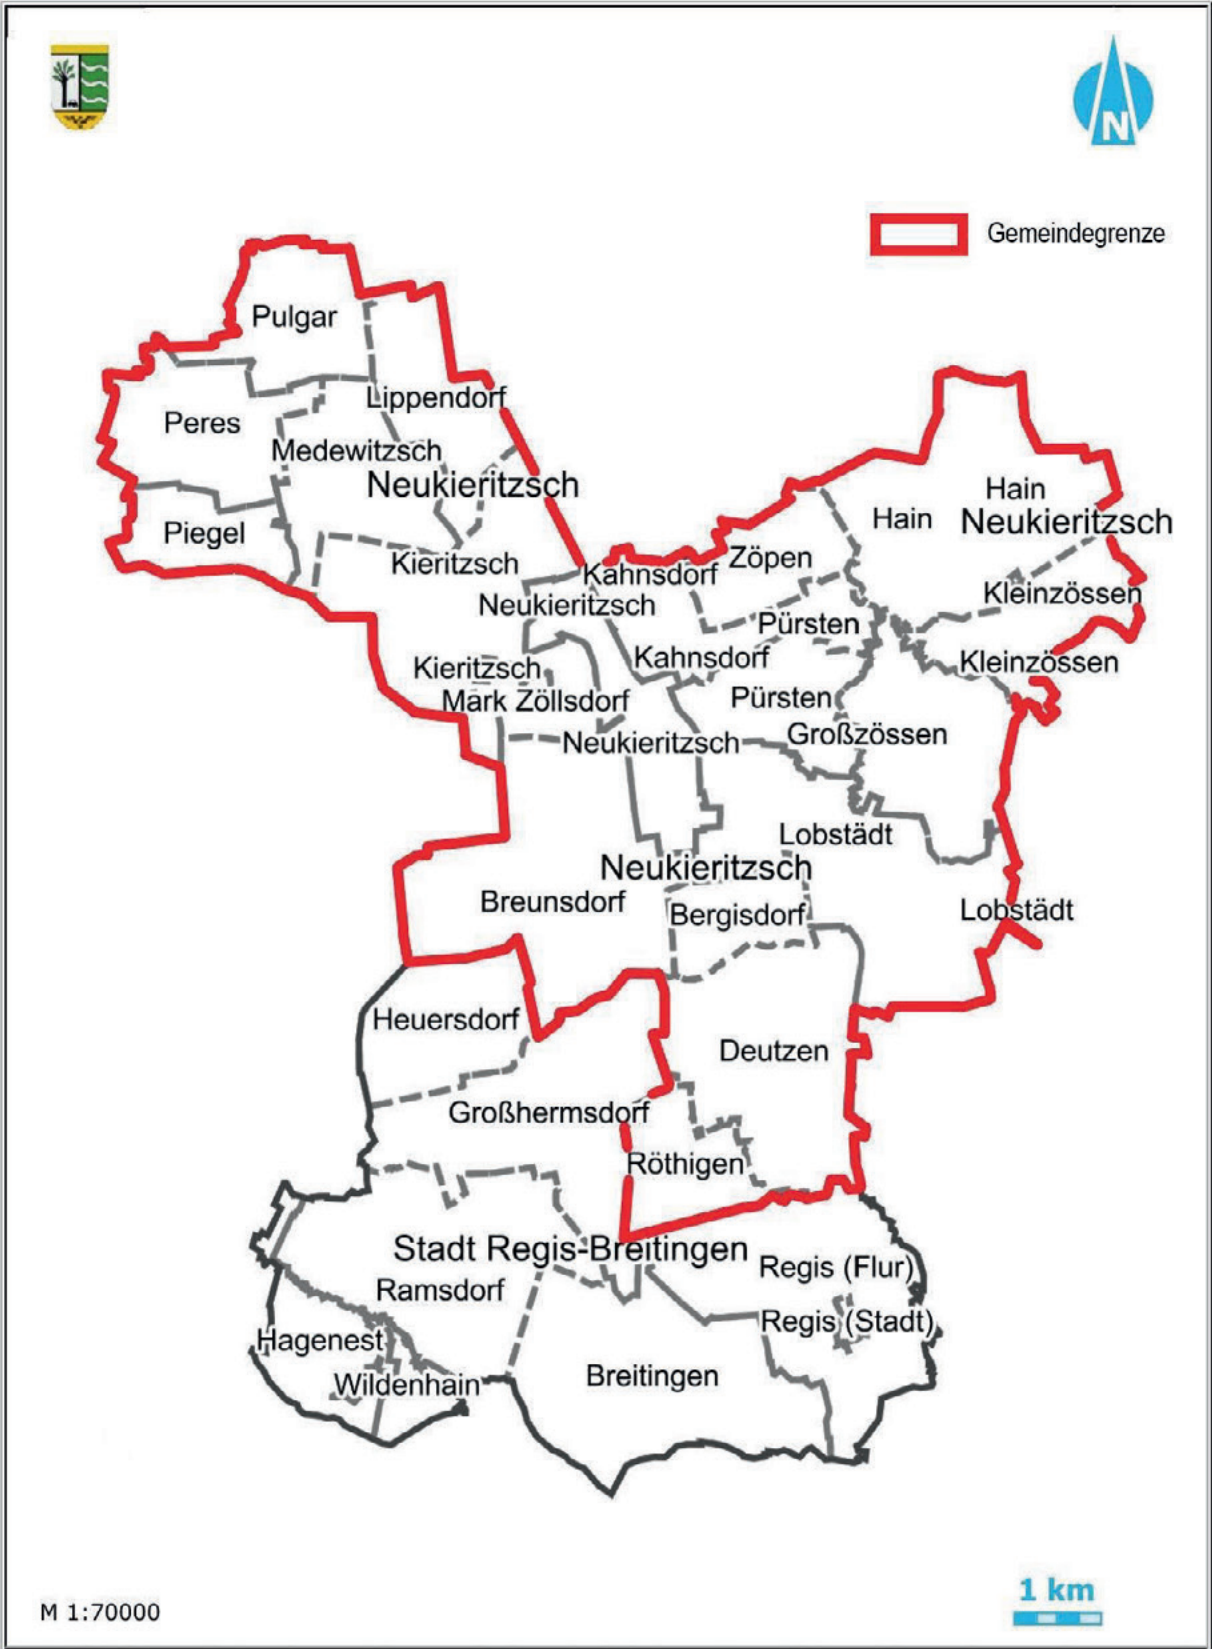 N
Gemeindegrenze
Pulgar
Lippendorf
Peres
Medewitzsch
Neukieritzsch
Piegel
Kieritzsch
Hain
Hain
Neukieritzsch
Zöpen
Kahnsdorf
Neukieritzsch
Kleinzössen
Pürsten
Kahnsdorf
Kieritzsch
Kleinzössen
Mark Zöllsdorf
Pürsten
Großzössen
Neukieritzsch
Lobstädt
Neukieritzsch
Breunsdorf
Bergisdorf
Lobstädt
Heuersdorf
Deutzen
Großhermsdorf
Röthigen
Stadt Regis-Breitingen
Regis (Flur)
Ramsdorf
Regis (Stadt)
Hagenest
Wildenhain
Breitingen
M 1:70000
1 km